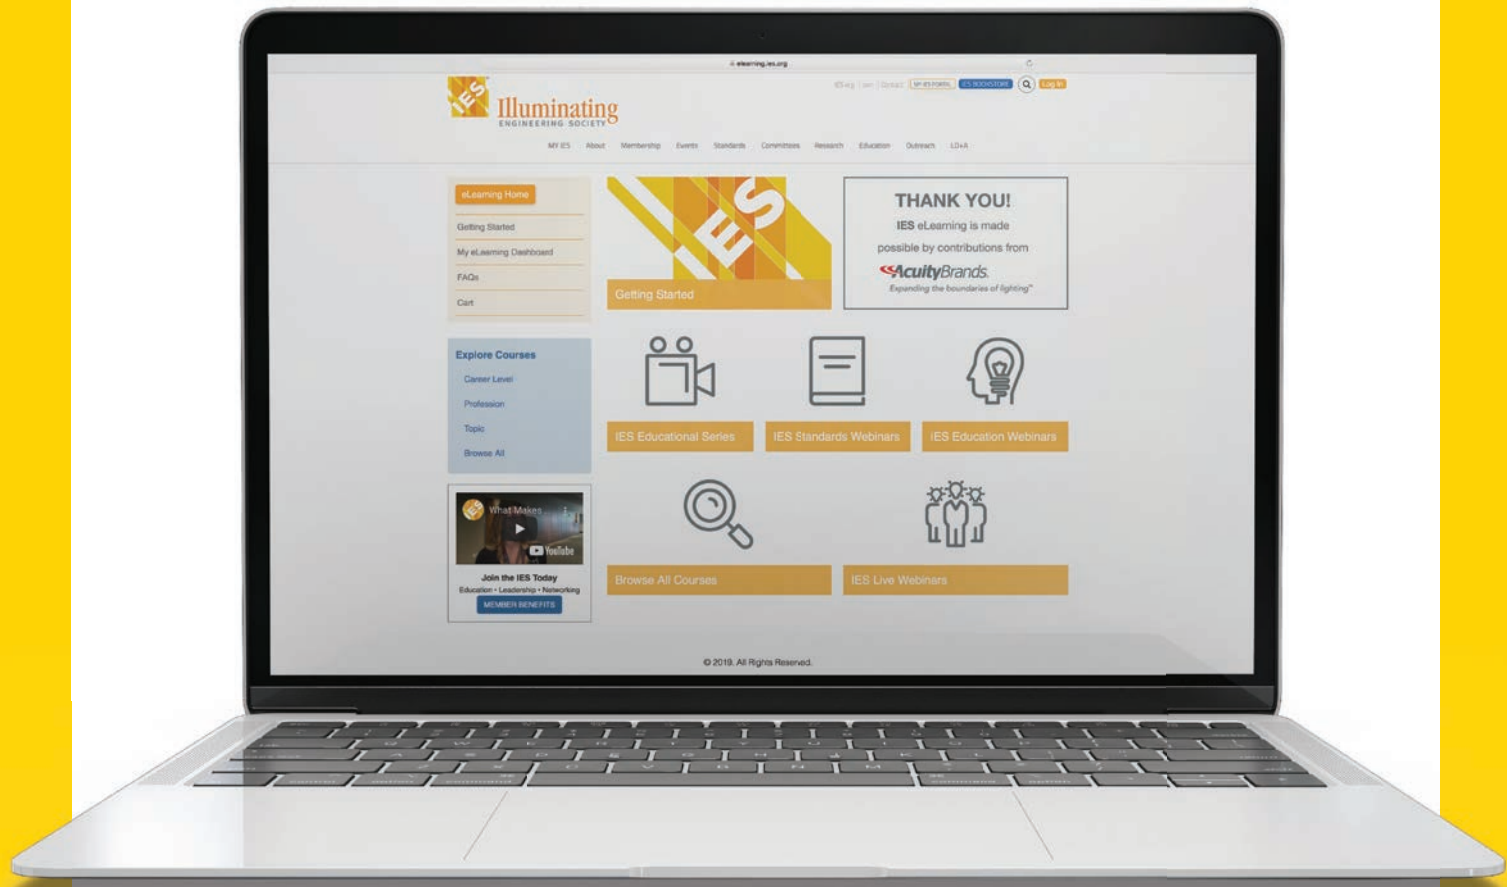 elearning.ies.org
IES
Illuminating
ENGINEERING SOCIETY
IES.org | Join | Contact MY IES PORTAL IES BOOKSTORE Log In
MY IES About Membership Events Standards Committees Research Education Outreach LD+A
eLearning Home
Getting Started
My eLearning Dashboard
FAQs
Cart
IES
Getting Started
THANK YOU!
IES eLearning is made
possible by contributions from
AcuityBrands.
Expanding the boundaries of lighting™
Explore Courses
Career Level
Profession
Topic
Browse All
IES Educational Series
IES Standards Webinars
IES Education Webinars
IES
What Makes
YouTube
Join the IES Today
Education • Leadership • Networking
MEMBER BENEFITS
Browse All Courses
IES Live Webinars
© 2019. All Rights Reserved.
command
command